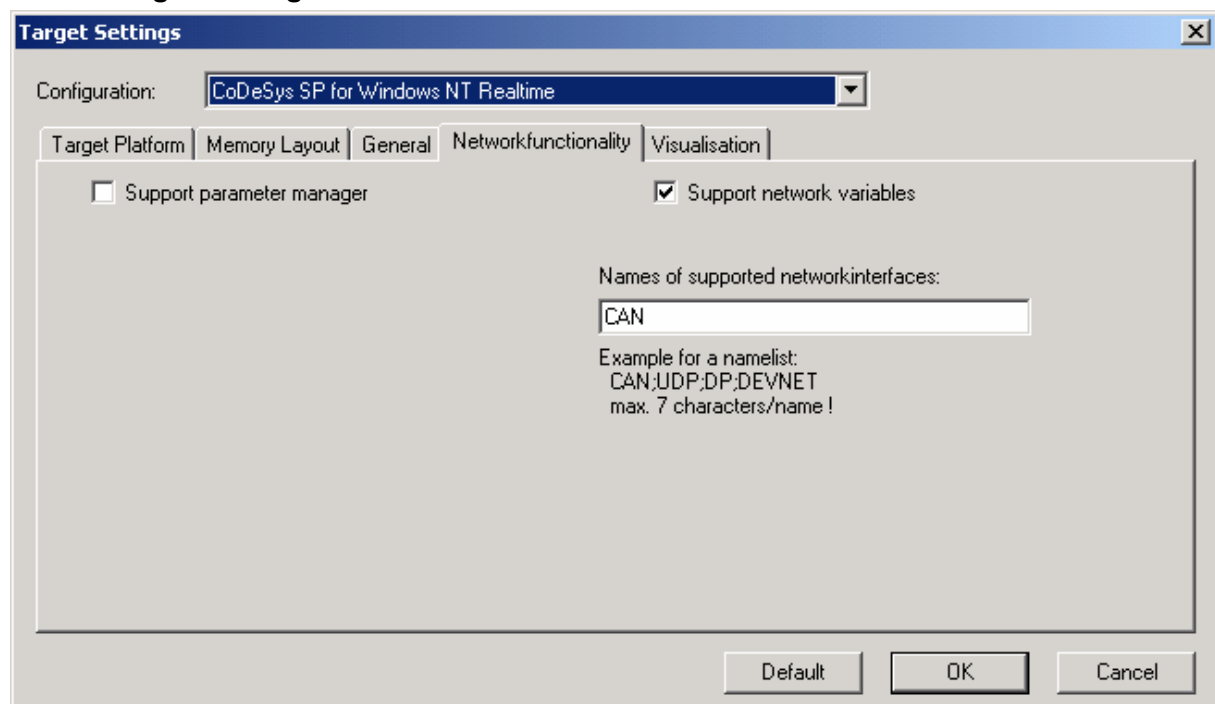 Target Settings
Configuration: CoDeSys SP for Windows NT Realtime
Target Platform Memory Layout General Networkfunctionality Visualisation
Support parameter manager Support network variables
Names of supported networkinterfaces:
CAN
Example for a namelist:
CAN;UDP;DP;DEVNET
max. 7 characters/name !
Default OK Cancel